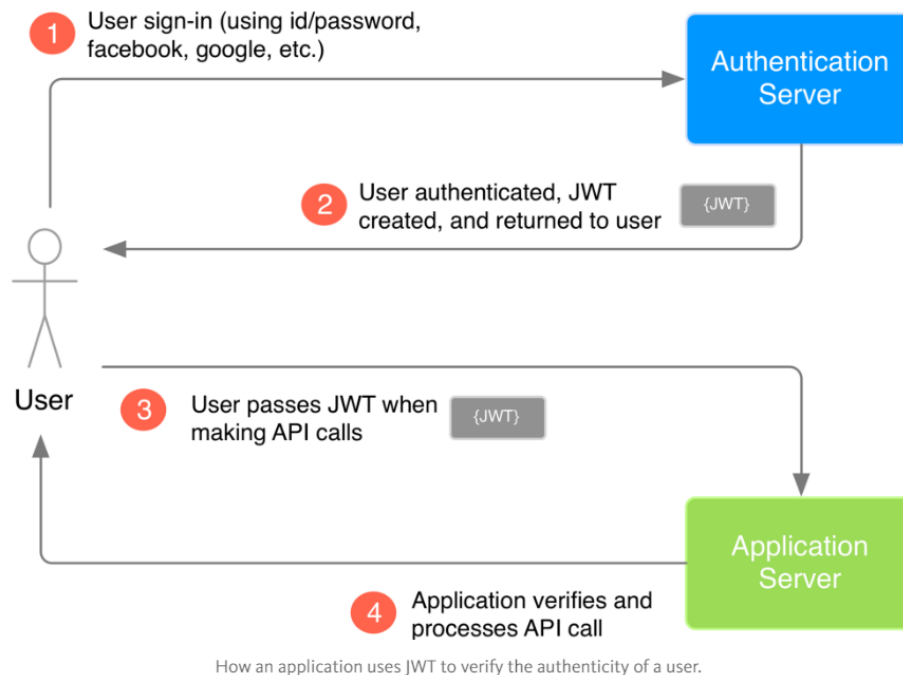 1
User sign-in (using id/password,
facebook, google, etc.)
Authentication
Server
2
User authenticated, JWT
created, and returned to user
{JWT}
User
3
User passes JWT when
making API calls
{JWT}
Application
Server
4
Application verifies and
processes API call
How an application uses JWT to verify the authenticity of a user.